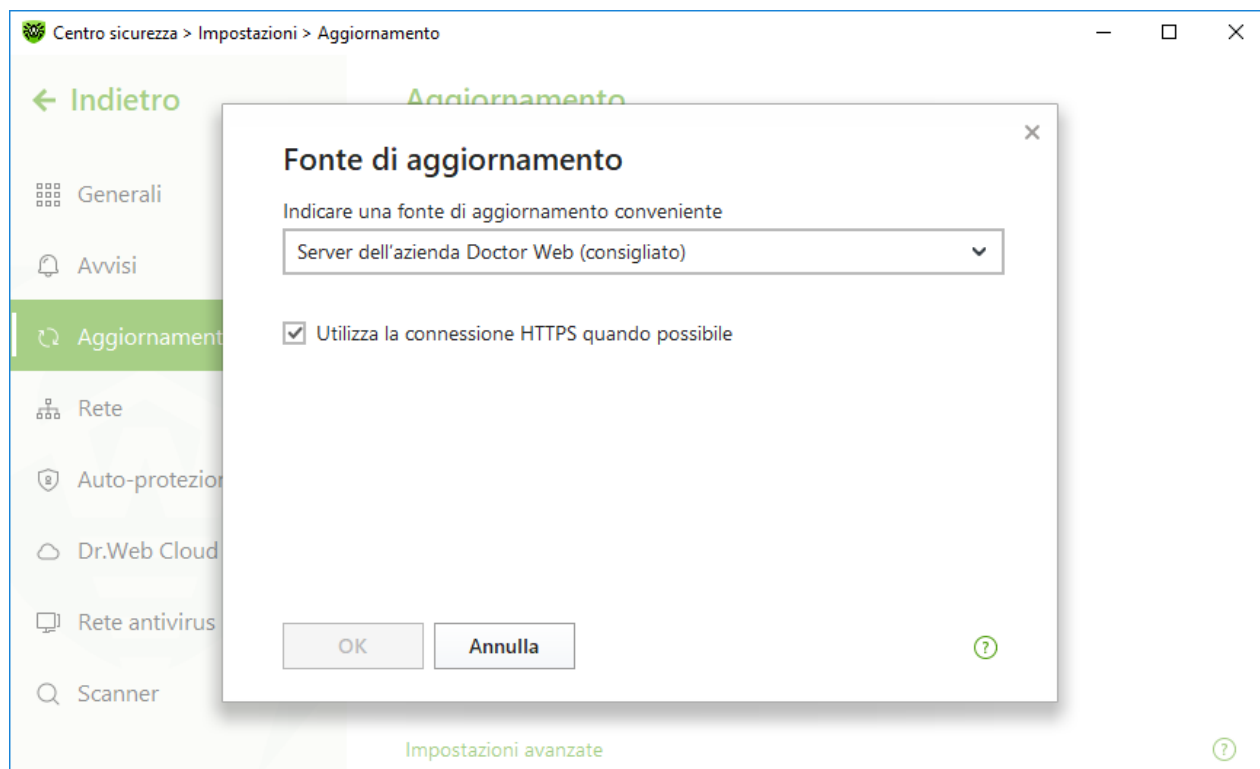 Centro sicurezza > Impostazioni > Aggiornamento
Indietro
Aggiornamento
Generali
Avvisi
Aggiornament
Rete
Auto-protezion
Dr.Web Cloud
Rete antivirus
Scanner
Fonte di aggiornamento
Indicare una fonte di aggiornamento conveniente
Server dell'azienda Doctor Web (consigliato)
Utilizza la connessione HTTPS quando possibile
OK
Annulla
?
Impostazioni avanzate
?